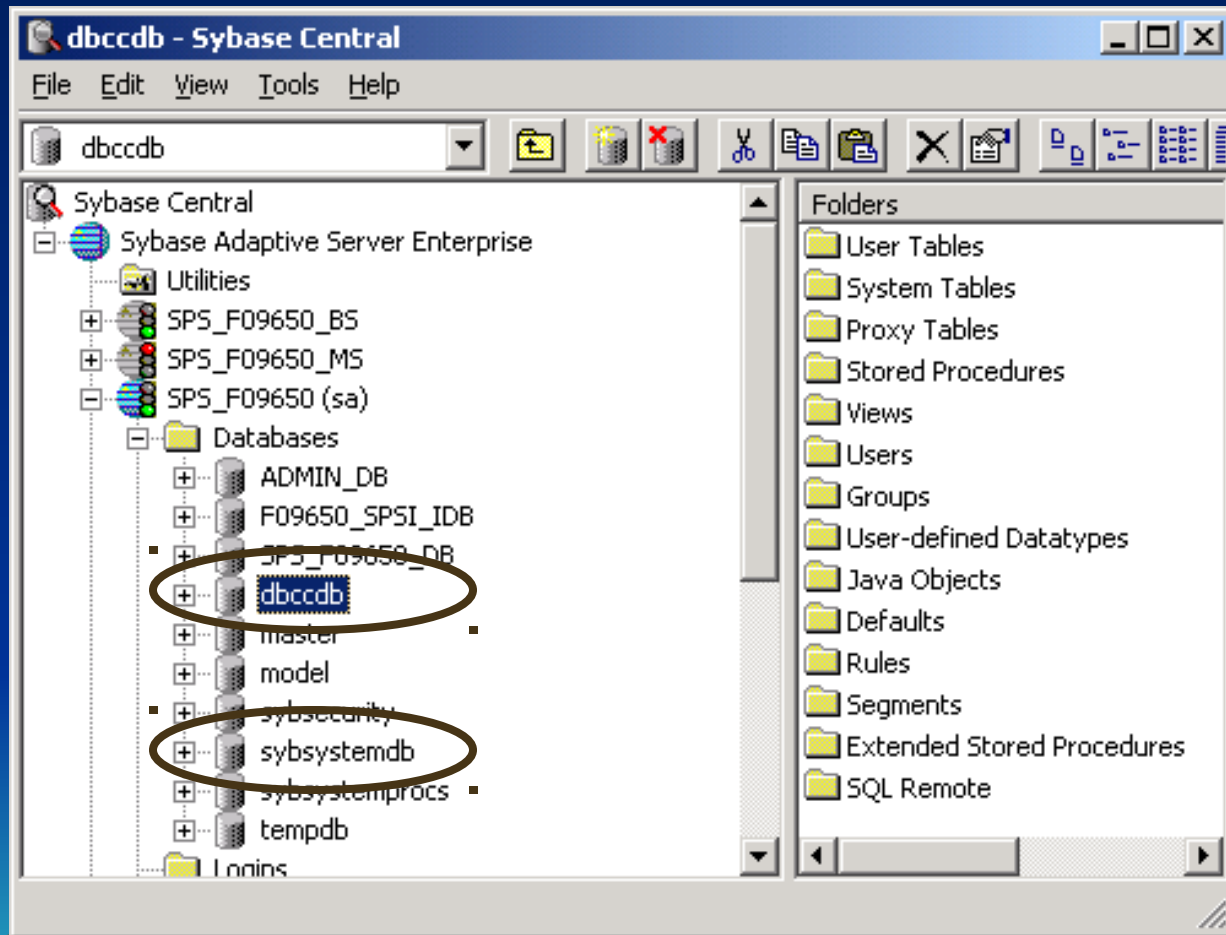 dbccdb - Sybase Central
File Edit View Tools Help
dbccdb
Sybase Central
Sybase Adaptive Server Enterprise
Utilities
SPS_F09650_BS
SPS_F09650_MS
SPS_F09650 (sa)
Databases
ADMIN_DB
F09650_SPSI_IDB
SPS_F09650_DB
dbccdb
master
model
sybsecurity
sybsystemdb
sybsystemprocs
tempdb
Logins
Folders
User Tables
System Tables
Proxy Tables
Stored Procedures
Views
Users
Groups
User-defined Datatypes
Java Objects
Defaults
Rules
Segments
Extended Stored Procedures
SQL Remote